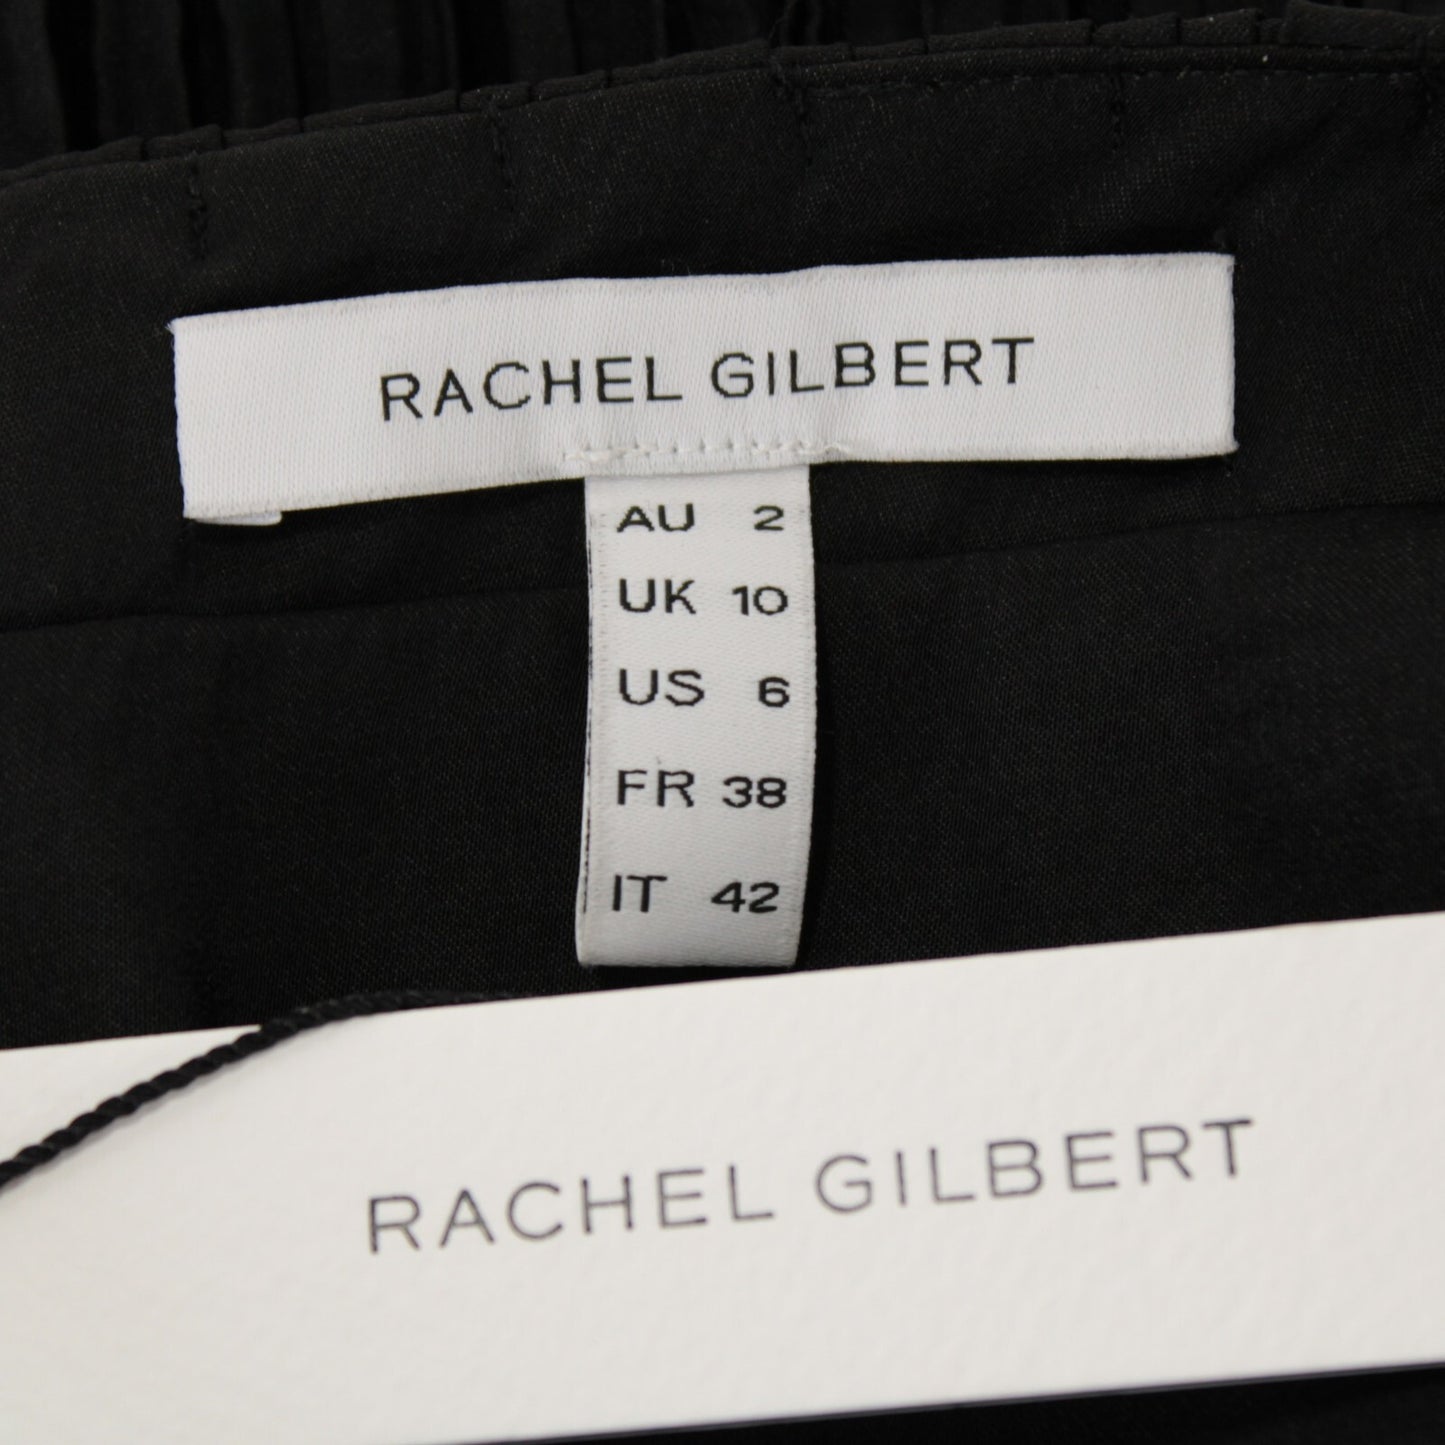 RACHEL GILBERT
AU 2
UK 10
US 6
FR 38
IT 42
RACHEL GILBERT